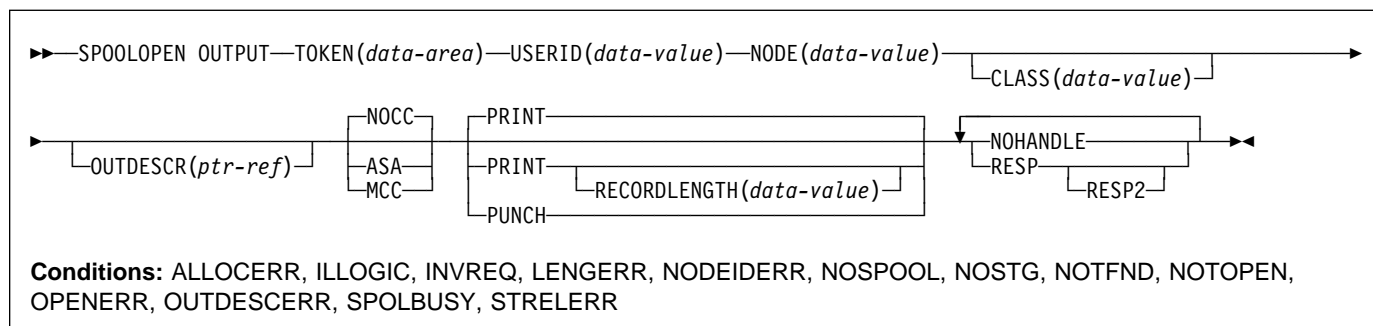 SPOOLOPEN OUTPUT TOKEN(data-area) USERID(data-value) NODE(data-value)
CLASS(data-value)
NOCC PRINT
OUTDESCR(ptr-ref) ASA PRINT NOHANDLE
MCC RECORDLENGTH(data-value) RESP
PUNCH RESP2
Conditions: ALLOCERR, ILLOGIC, INVREQ, LENGERR, NODEIDERR, NOSPOOL, NOSTG, NOTFND, NOTOPEN,
OPENERR, OUTDESCERR, SPOLBUSY, STRELERR